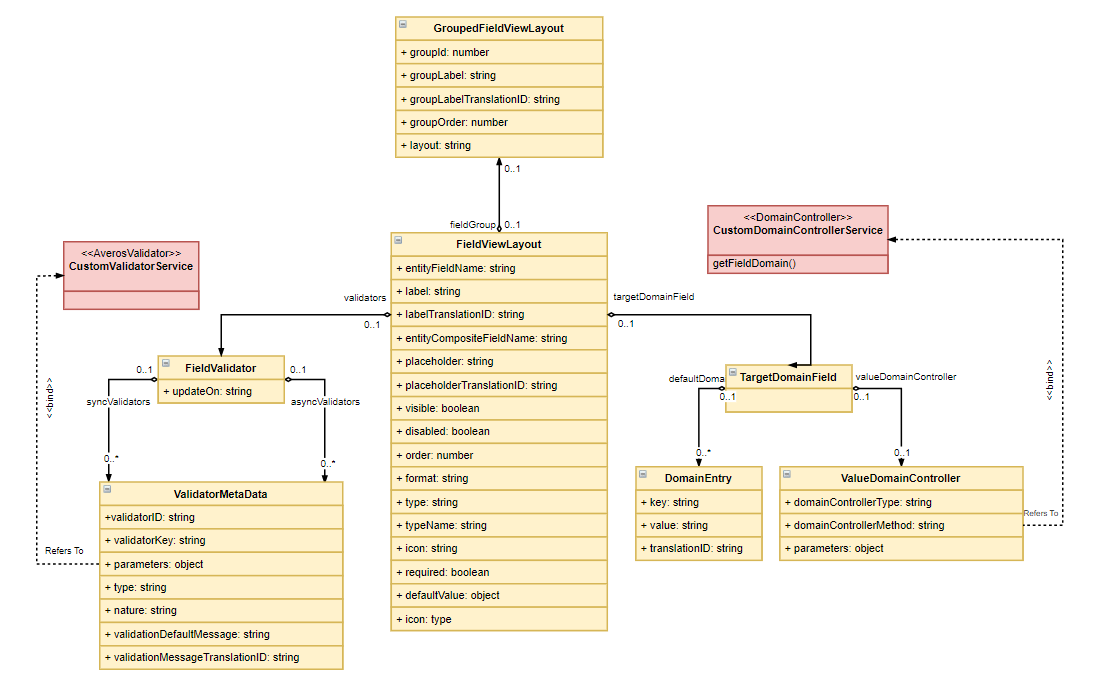 GroupedFieldViewLayout
+ groupId: number
+ groupLabel: string
+ groupLabelTranslationID: string
+ groupOrder: number
+ layout: string
0..1
fieldGroup
0..1
<<AverosValidator>>
CustomValidatorService
<<DomainController>>
CustomDomainControllerService
getFieldDomain()
FieldViewLayout
+ entityFieldName: string
+ label: string
+ labelTranslationID: string
+ entityCompositeFieldName: string
+ placeholder: string
+ placeholderTranslationID: string
+ visible: boolean
+ disabled: boolean
+ order: number
+ format: string
+ type: string
+ typeName: string
+ icon: string
+ required: boolean
+ defaultValue: object
+ icon: type
validators
0..1
targetDomainField
0..1
FieldValidator
+ updateOn: string
0..1
syncValidators
0..*
0..1
asyncValidators
0..*
<<bind>>
Refers To
ValidatorMetaData
+validatorID: string
+ validatorKey: string
+ parameters: object
+ type: string
+ nature: string
+ validationDefaultMessage: string
+ validationMessageTranslationID: string
TargetDomainField
defaultDoma
0..1
0..*
valueDomainController
0..1
0..1
DomainEntry
+ key: string
+ value: string
+ translationID: string
ValueDomainController
+ domainControllerType: string
+ domainControllerMethod: string
+ parameters: object
Refers To
<<bind>>